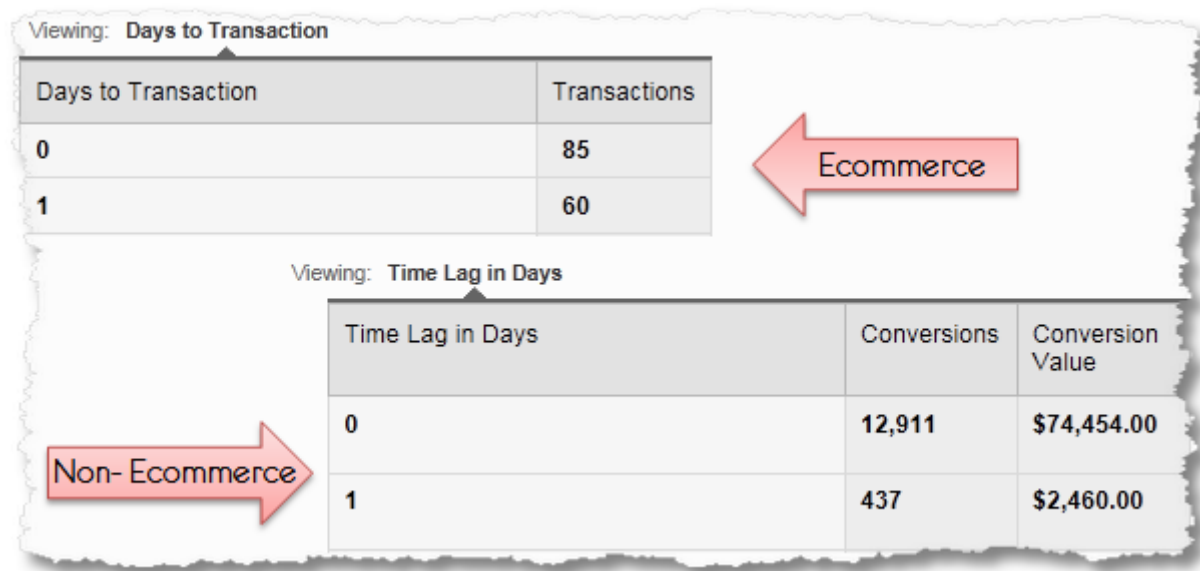 Viewing: Days to Transaction
Days to Transaction Transactions
0 85
1 60
Ecommerce
Viewing: Time Lag in Days
Time Lag in Days Conversions Conversion
Value
0 12,911 $74,454.00
1 437 $2,460.00
Non- Ecommerce